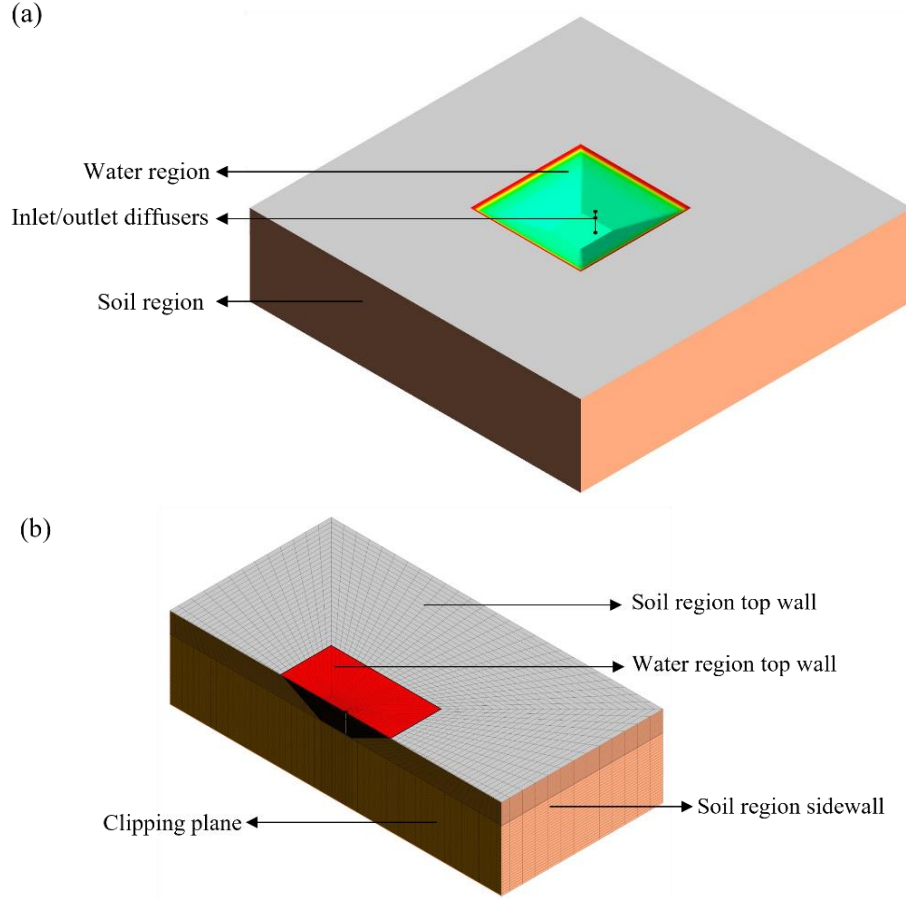 (a)
Water region
Inlet/outlet diffusers
Soil region
(b)
Soil region top wall
Water region top wall
Soil region sidewall
Clipping plane